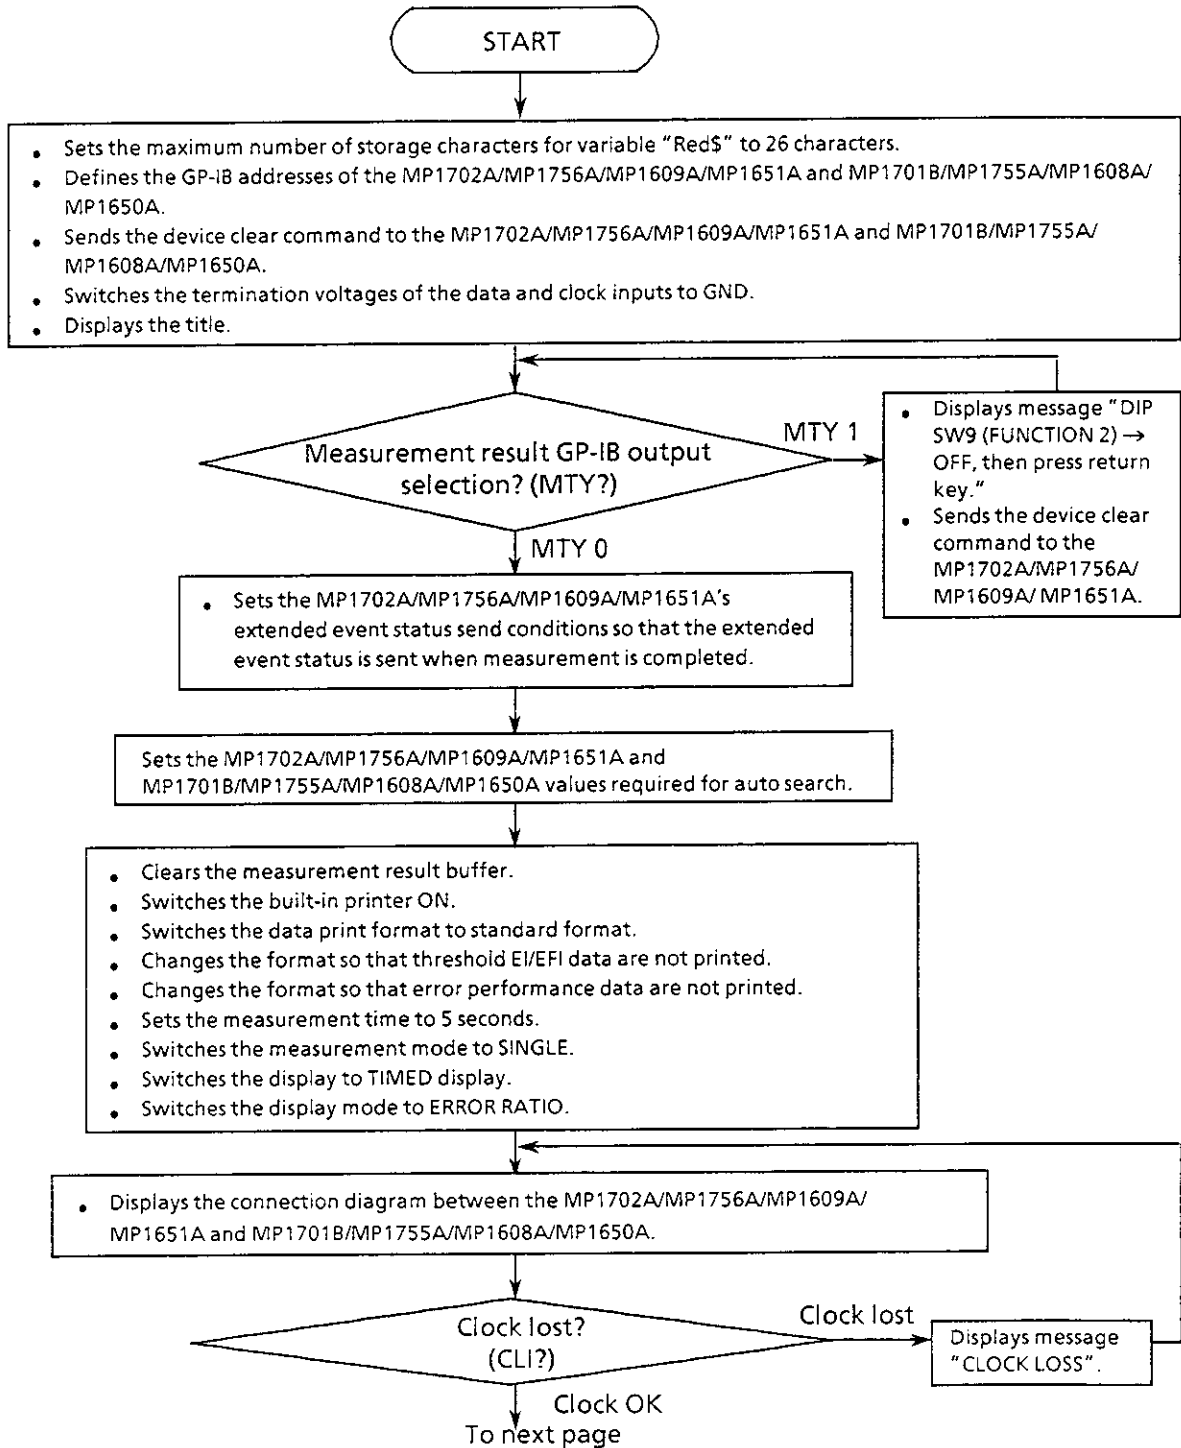 START
• Sets the maximum number of storage characters for variable "Red$" to 26 characters.
• Defines the GP-IB addresses of the MP1702A/MP1756A/MP1609A/MP1651A and MP1701B/MP1755A/MP1608A/
MP1650A.
• Sends the device clear command to the MP1702A/MP1756A/MP1609A/MP1651A and MP1701B/MP1755A/
MP1608A/MP1650A.
• Switches the termination voltages of the data and clock inputs to GND.
• Displays the title.
Measurement result GP-IB output
selection? (MTY?)
MTY 1
• Displays message "DIP
SW9 (FUNCTION 2) →
OFF, then press return
key."
• Sends the device clear
command to the
MP1702A/MP1756A/
MP1609A/ MP1651A.
MTY 0
• Sets the MP1702A/MP1756A/MP1609A/MP1651A's
extended event status send conditions so that the extended
event status is sent when measurement is completed.
Sets the MP1702A/MP1756A/MP1609A/MP1651A and
MP1701B/MP1755A/MP1608A/MP1650A values required for auto search.
• Clears the measurement result buffer.
• Switches the built-in printer ON.
• Switches the data print format to standard format.
• Changes the format so that threshold EI/EFI data are not printed.
• Changes the format so that error performance data are not printed.
• Sets the measurement time to 5 seconds.
• Switches the measurement mode to SINGLE.
• Switches the display to TIMED display.
• Switches the display mode to ERROR RATIO.
• Displays the connection diagram between the MP1702A/MP1756A/MP1609A/
MP1651A and MP1701B/MP1755A/MP1608A/MP1650A.
Clock lost?
(CLI?)
Clock lost
Displays message
"CLOCK LOSS".
Clock OK
To next page